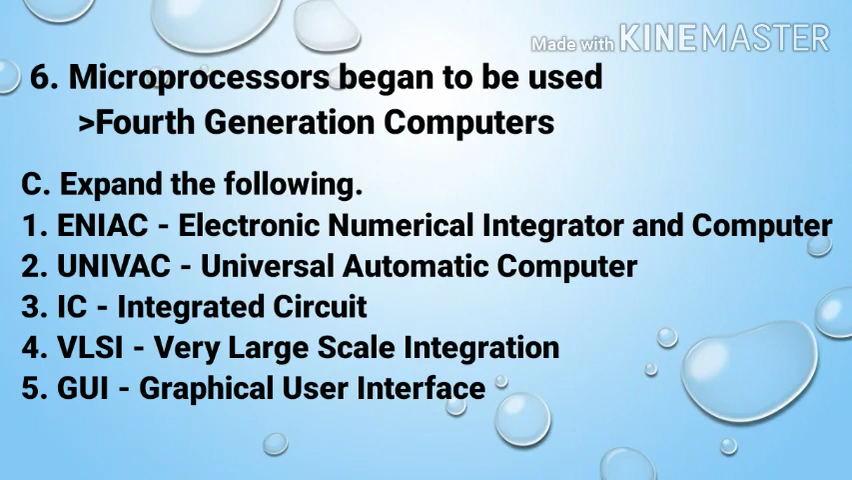 Made with KINEMASTER
6. Microprocessors began to be used
>Fourth Generation Computers
C. Expand the following.
1. ENIAC - Electronic Numerical Integrator and Computer
2. UNIVAC - Universal Automatic Computer
3. IC - Integrated Circuit
4. VLSI - Very Large Scale Integration
5. GUI - Graphical User Interface